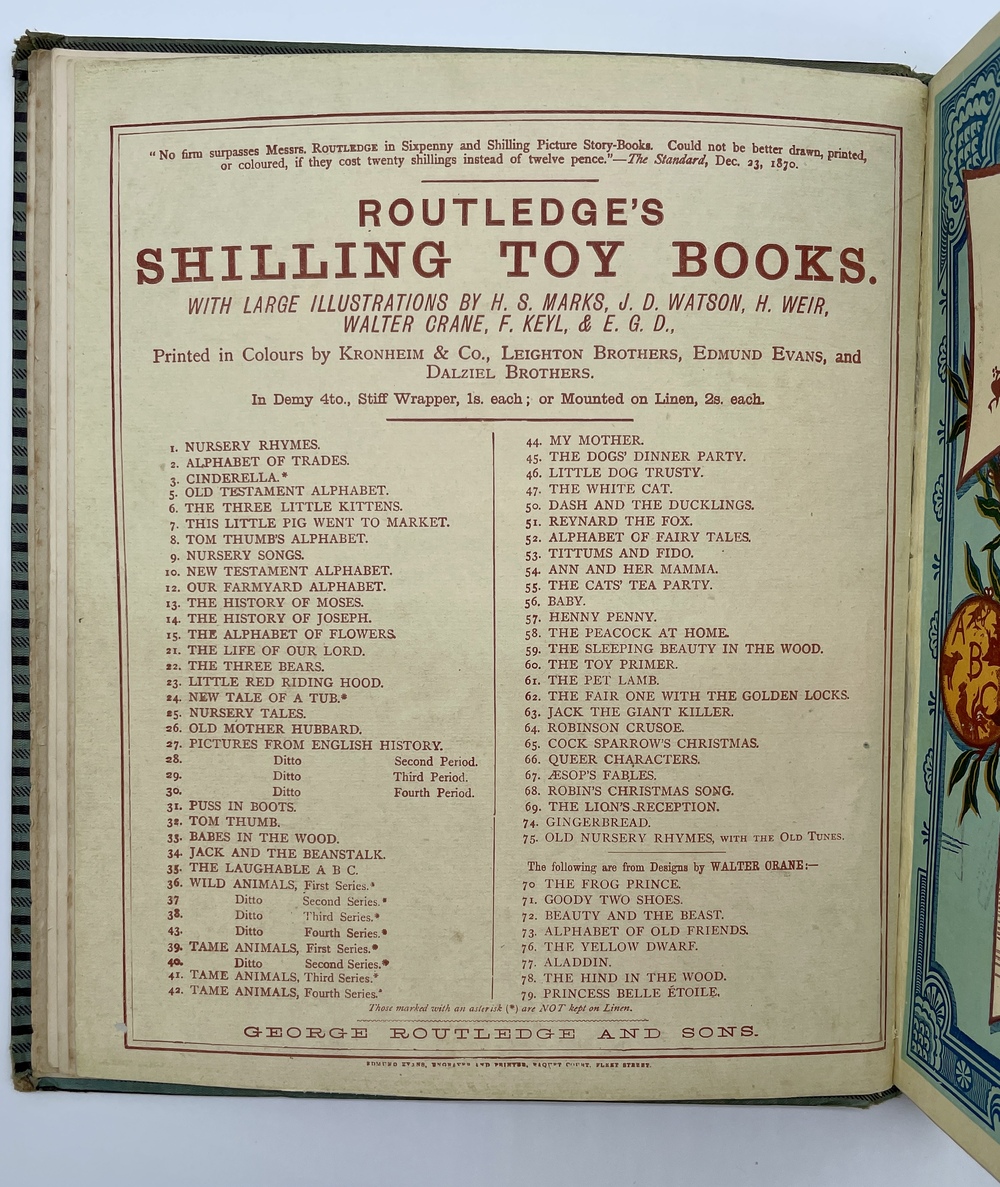 "No firm surpasses Messrs. ROUTLEDGE in Sixpenny and Shilling Picture Story-Books. Could not be better drawn, printed,
or coloured, if they cost twenty shillings instead of twelve pence."—The Standard, Dec. 23, 1870.
ROUTLEDGE'S
SHILLING TOY BOOKS.
WITH LARGE ILLUSTRATIONS BY H. S. MARKS, J. D. WATSON, H. WEIR,
WALTER CRANE, F. KEYL, & E. G. D.,
Printed in Colours by KRONHEIM & Co., LEIGHTON BROTHERS, EDMUND EVANS, and
DALZIEL BROTHERS.
In Demy 4to., Stiff Wrapper, 1s. each; or Mounted on Linen, 2s. each.
1. NURSERY RHYMES.
2. ALPHABET OF TRADES.
3. CINDERELLA.*
5. OLD TESTAMENT ALPHABET.
6. THE THREE LITTLE KITTENS.
7. THIS LITTLE PIG WENT TO MARKET.
8. TOM THUMB'S ALPHABET.
9. NURSERY SONGS.
10. NEW TESTAMENT ALPHABET.
12. OUR FARMYARD ALPHABET.
13. THE HISTORY OF MOSES.
14. THE HISTORY OF JOSEPH.
15. THE ALPHABET OF FLOWERS.
21. THE LIFE OF OUR LORD.
22. THE THREE BEARS.
23. LITTLE RED RIDING HOOD.
24. NEW TALE OF A TUB.*
25. NURSERY TALES.
26. OLD MOTHER HUBBARD.
27. PICTURES FROM ENGLISH HISTORY.
28. Ditto Second Period.
29. Ditto Third Period.
30. Ditto Fourth Period.
31. PUSS IN BOOTS.
32. TOM THUMB.
33. BABES IN THE WOOD.
34. JACK AND THE BEANSTALK.
35. THE LAUGHABLE A B C.
36. WILD ANIMALS, First Series.*
37 Ditto Second Series.*
38. Ditto Third Series.*
43. Ditto Fourth Series.*
39. TAME ANIMALS, First Series.*
40. Ditto Second Series.*
41. TAME ANIMALS, Third Series.*
42. TAME ANIMALS, Fourth Series.*
44. MY MOTHER.
45. THE DOGS' DINNER PARTY.
46. LITTLE DOG TRUSTY.
47. THE WHITE CAT.
50. DASH AND THE DUCKLINGS.
51. REYNARD THE FOX.
52. ALPHABET OF FAIRY TALES.
53. TITTUMS AND FIDO.
54. ANN AND HER MAMMA.
55. THE CATS' TEA PARTY.
56. BABY.
57. HENNY PENNY.
58. THE PEACOCK AT HOME.
59. THE SLEEPING BEAUTY IN THE WOOD.
60. THE TOY PRIMER.
61. THE PET LAMB.
62. THE FAIR ONE WITH THE GOLDEN LOCKS.
63. JACK THE GIANT KILLER.
64. ROBINSON CRUSOE.
65. COCK SPARROW'S CHRISTMAS.
66. QUEER CHARACTERS.
67. ÆSOP'S FABLES.
68. ROBIN'S CHRISTMAS SONG.
69. THE LION'S RECEPTION.
74. GINGERBREAD.
75. OLD NURSERY RHYMES, WITH THE OLD TUNES.
The following are from Designs by WALTER CRANE:—
70 THE FROG PRINCE.
71. GOODY TWO SHOES.
72. BEAUTY AND THE BEAST.
73. ALPHABET OF OLD FRIENDS.
76. THE YELLOW DWARF.
77. ALADDIN.
78. THE HIND IN THE WOOD.
79. PRINCESS BELLE ÉTOILE.
Those marked with an asterisk (*) are NOT kept on Linen.
GEORGE ROUTLEDGE AND SONS.
EDMUND EVANS, ENGRAVER AND PRINTER, RAQUET COURT, FLEET STREET.
A
B
C